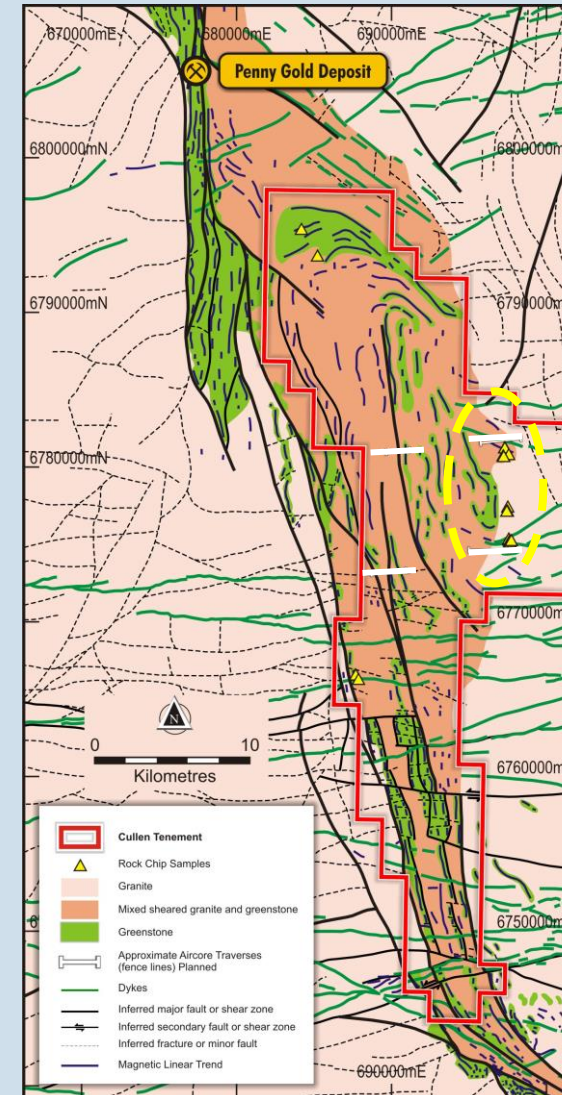 670000mE
680000mE
690000mE
Penny Gold Deposit
6800000mN
6800000m
6790000mN
6790000m
6780000mN
6770000m
N
0
10
Kilometres
6760000m
Cullen Tenement
Rock Chip Samples
Granite
Mixed sheared granite and greenstone
Greenstone
6750000m
Approximate Aircore Traverses
(fence lines) Planned
Dykes
Inferred major fault or shear zone
Inferred secondary fault or shear zone
Inferred fracture or minor fault
Magnetic Linear Trend
690000mE